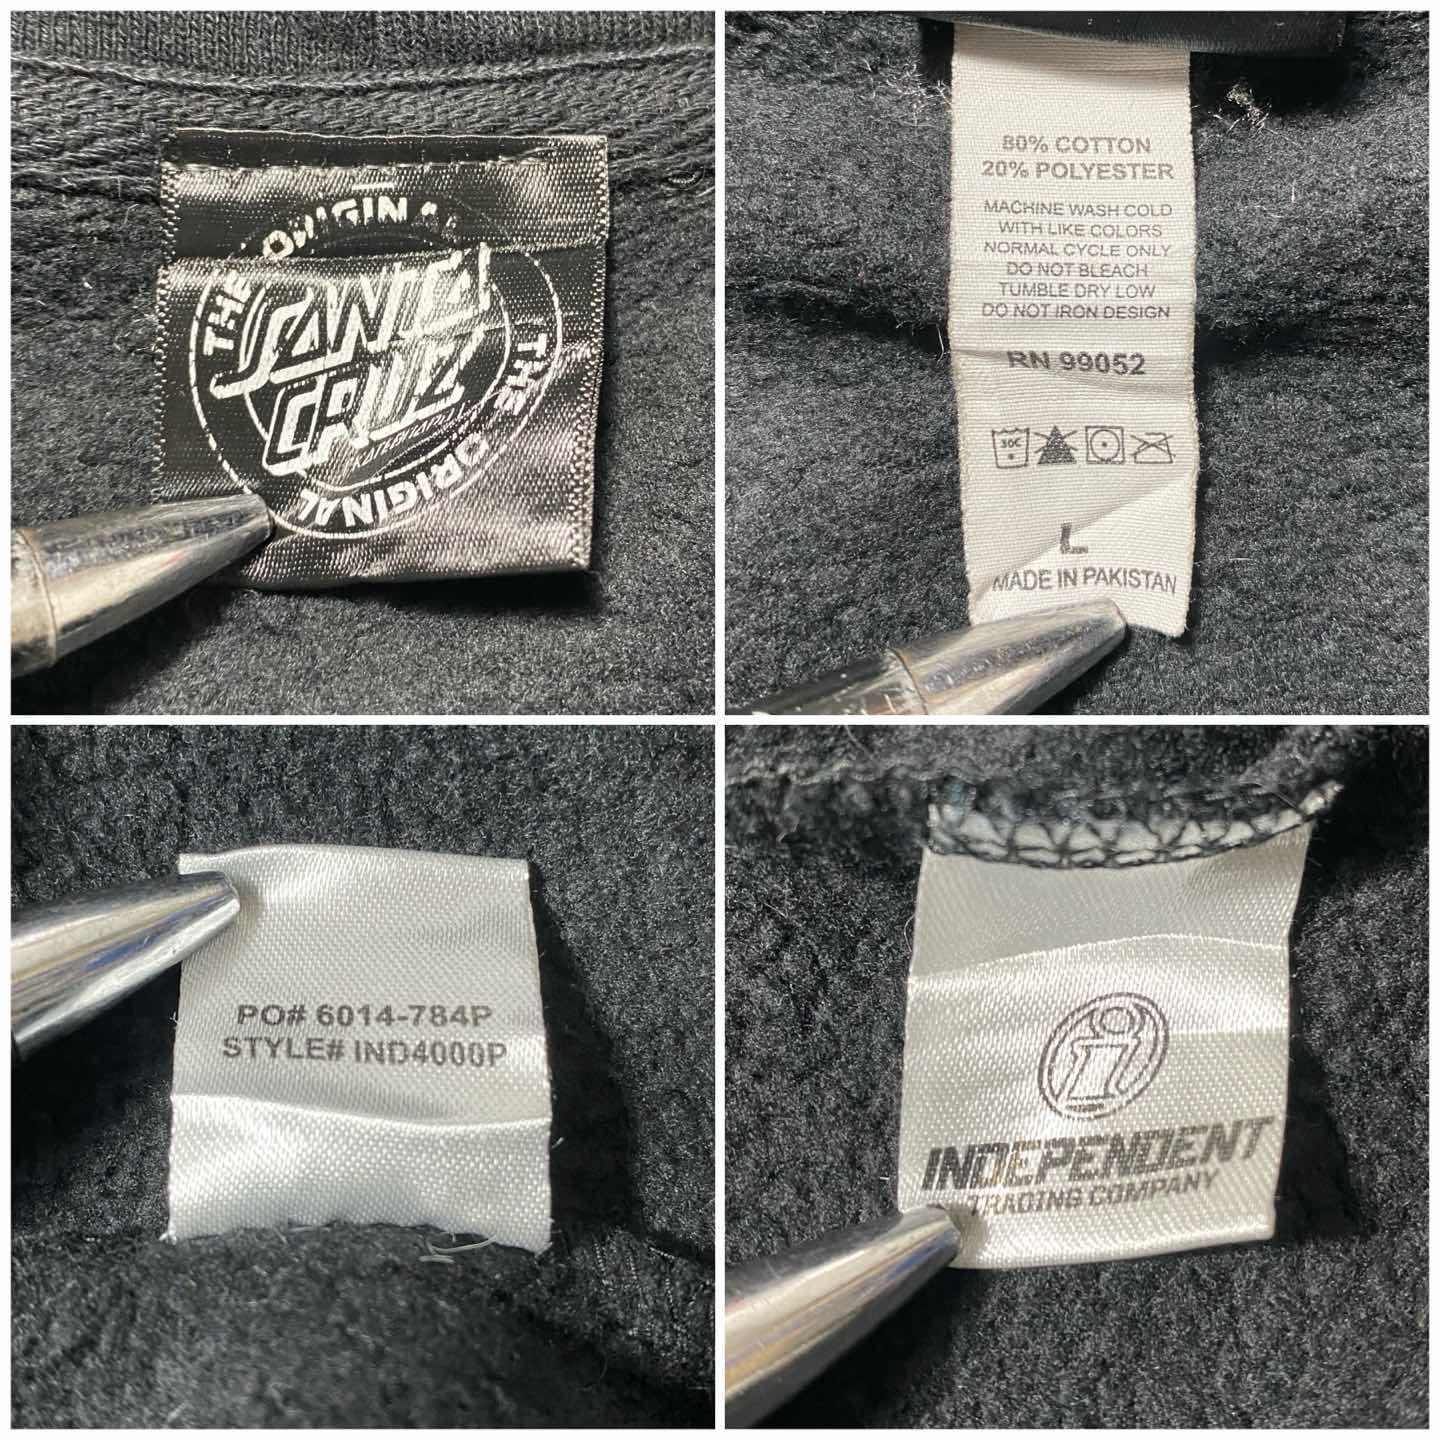 THE ORIGINAL
SANTA
CRUZ
SKATEBOARDS
THE ORIGINAL
80% COTTON
20% POLYESTER
MACHINE WASH COLD
WITH LIKE COLORS
NORMAL CYCLE ONLY
DO NOT BLEACH
TUMBLE DRY LOW
DO NOT IRON DESIGN
RN 99052
30C
L
MADE IN PAKISTAN
PO# 6014-784P
STYLE# IND4000P
i
INDEPENDENT
TRADING COMPANY